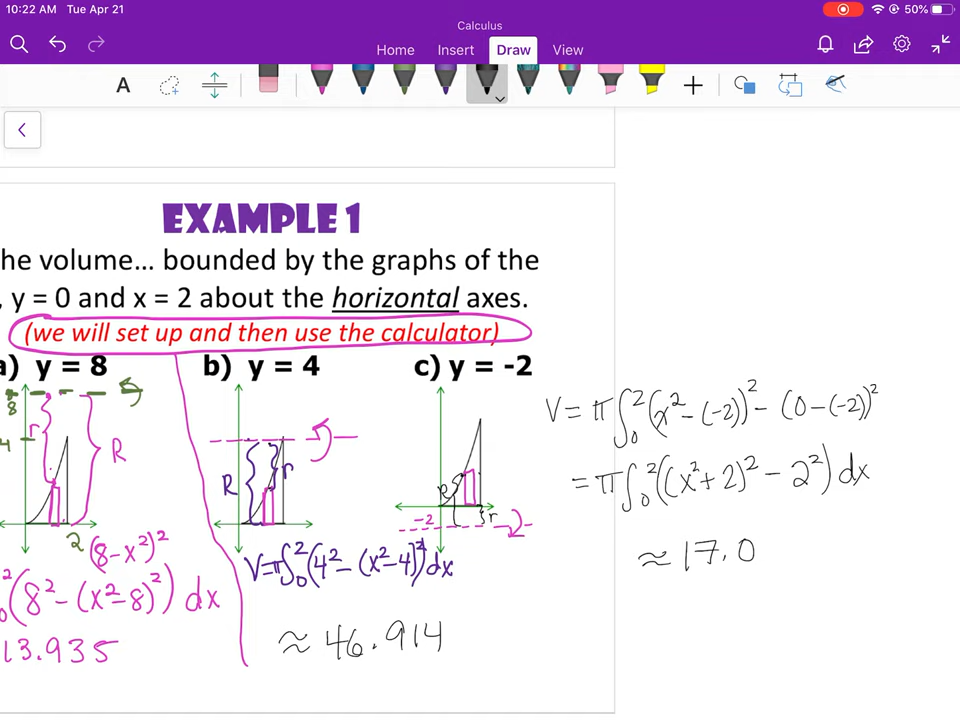 10:22 AM Tue Apr 21
50%
Calculus
Home Insert Draw View
A
EXAMPLE 1
he volume… bounded by the graphs of the
, y = 0 and x = 2 about the horizontal axes.
(we will set up and then use the calculator)
a) y = 8 b) y = 4 c) y = -2
8
4
r
R
2
(8-x²)²
∫₀² (8² - (x²-8)²) dx
13.935
R
r
V=π∫₀² (4² - (x²-4)²) dx
≈ 46.914
R
-2
r
V = π∫₀² (x² - (-2))² - (0 - (-2))²
= π∫₀² ((x²+2)² - 2²) dx
≈ 17.0